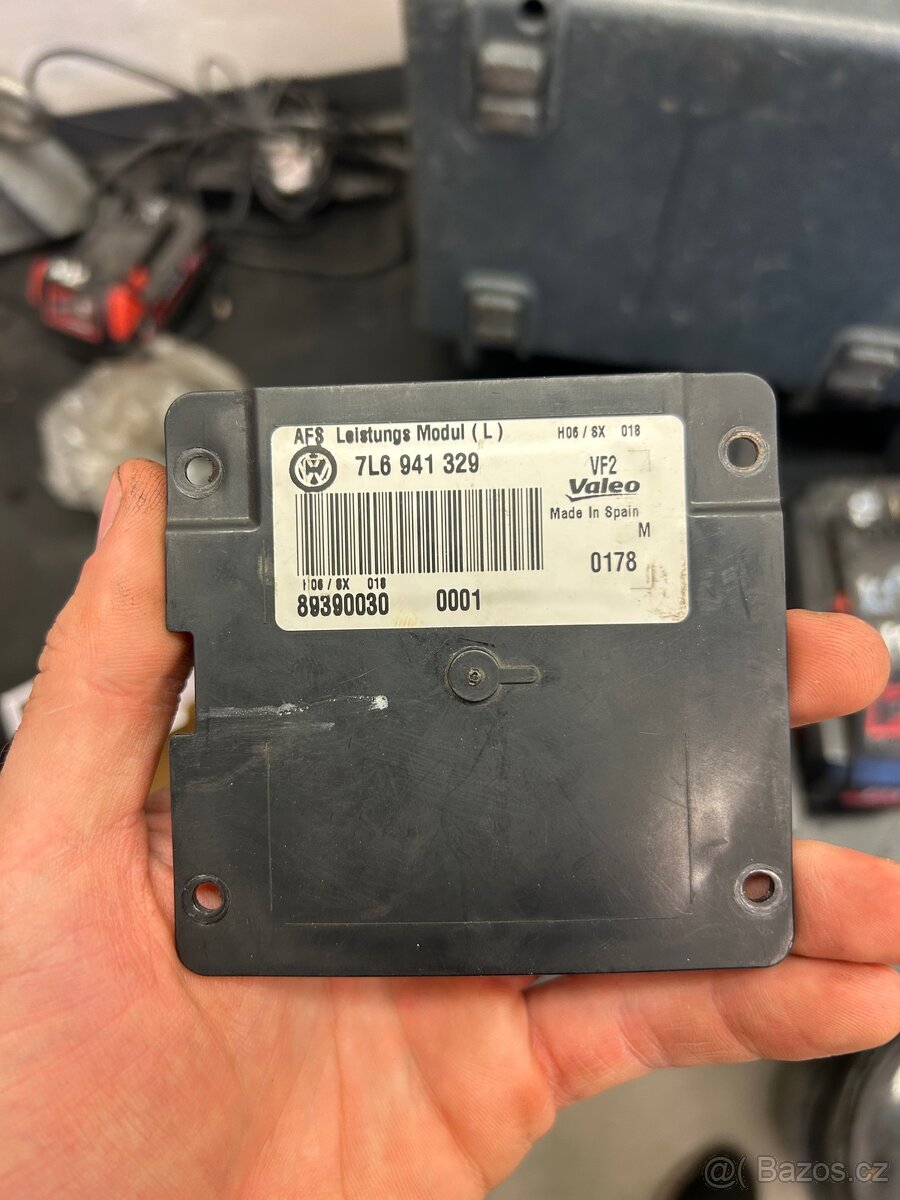 AFS Leistungs Modul ( L )
H06 / SX 018
7L6 941 329
VF2
Valeo
Made In Spain
M
0178
H06 / SX 018
89390030 0001
@( Bazos.cz